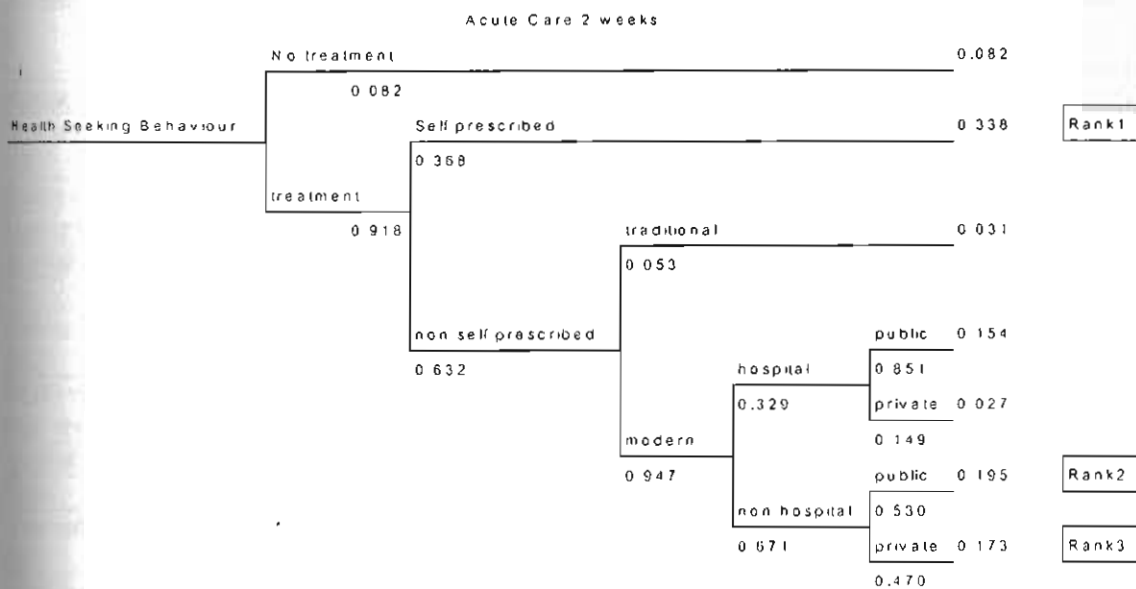 Acute Care 2 weeks
No treatment 0.082
0 082
Health Seeking Behaviour Self prescribed 0 338 Rank1
0 368
treatment
0 918 traditional 0 031
0 053
non self prescribed public 0 154
0 632 hospital 0 851
0.329 private 0 027
modern 0 149
0 947 public 0 195 Rank2
non hospital 0 530
0 671 private 0 173 Rank3
0.470